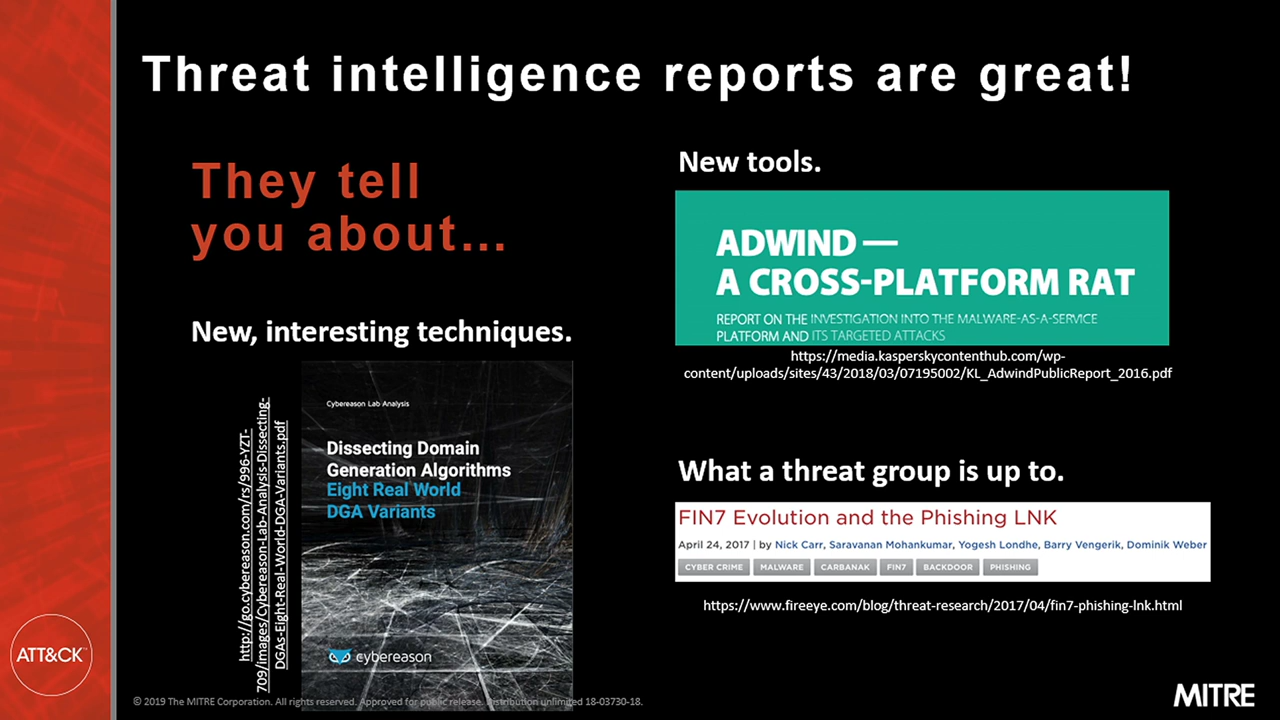 Threat intelligence reports are great!
They tell
you about...
New, interesting techniques.
http://go.cybereason.com/rs/996-YZT-
709/images/Cybereason-Lab-Analysis-Dissecting-
DGAs-Eight-Real-World-DGA-Variants.pdf
Cybereason Lab Analysis
Dissecting Domain
Generation Algorithms
Eight Real World
DGA Variants
cybereason
New tools.
ADWIND —
A CROSS-PLATFORM RAT
REPORT ON THE INVESTIGATION INTO THE MALWARE-AS-A-SERVICE
PLATFORM AND ITS TARGETED ATTACKS
https://media.kasperskycontenthub.com/wp-
content/uploads/sites/43/2018/03/07195002/KL_AdwindPublicReport_2016.pdf
What a threat group is up to.
FIN7 Evolution and the Phishing LNK
April 24, 2017 | by Nick Carr, Saravanan Mohankumar, Yogesh Londhe, Barry Vengerik, Dominik Weber
CYBER CRIME MALWARE CARBANAK FIN7 BACKDOOR PHISHING
https://www.fireeye.com/blog/threat-research/2017/04/fin7-phishing-lnk.html
ATT&CK™
© 2019 The MITRE Corporation. All rights reserved. Approved for public release. Distribution unlimited 18-03730-18.
MITRE